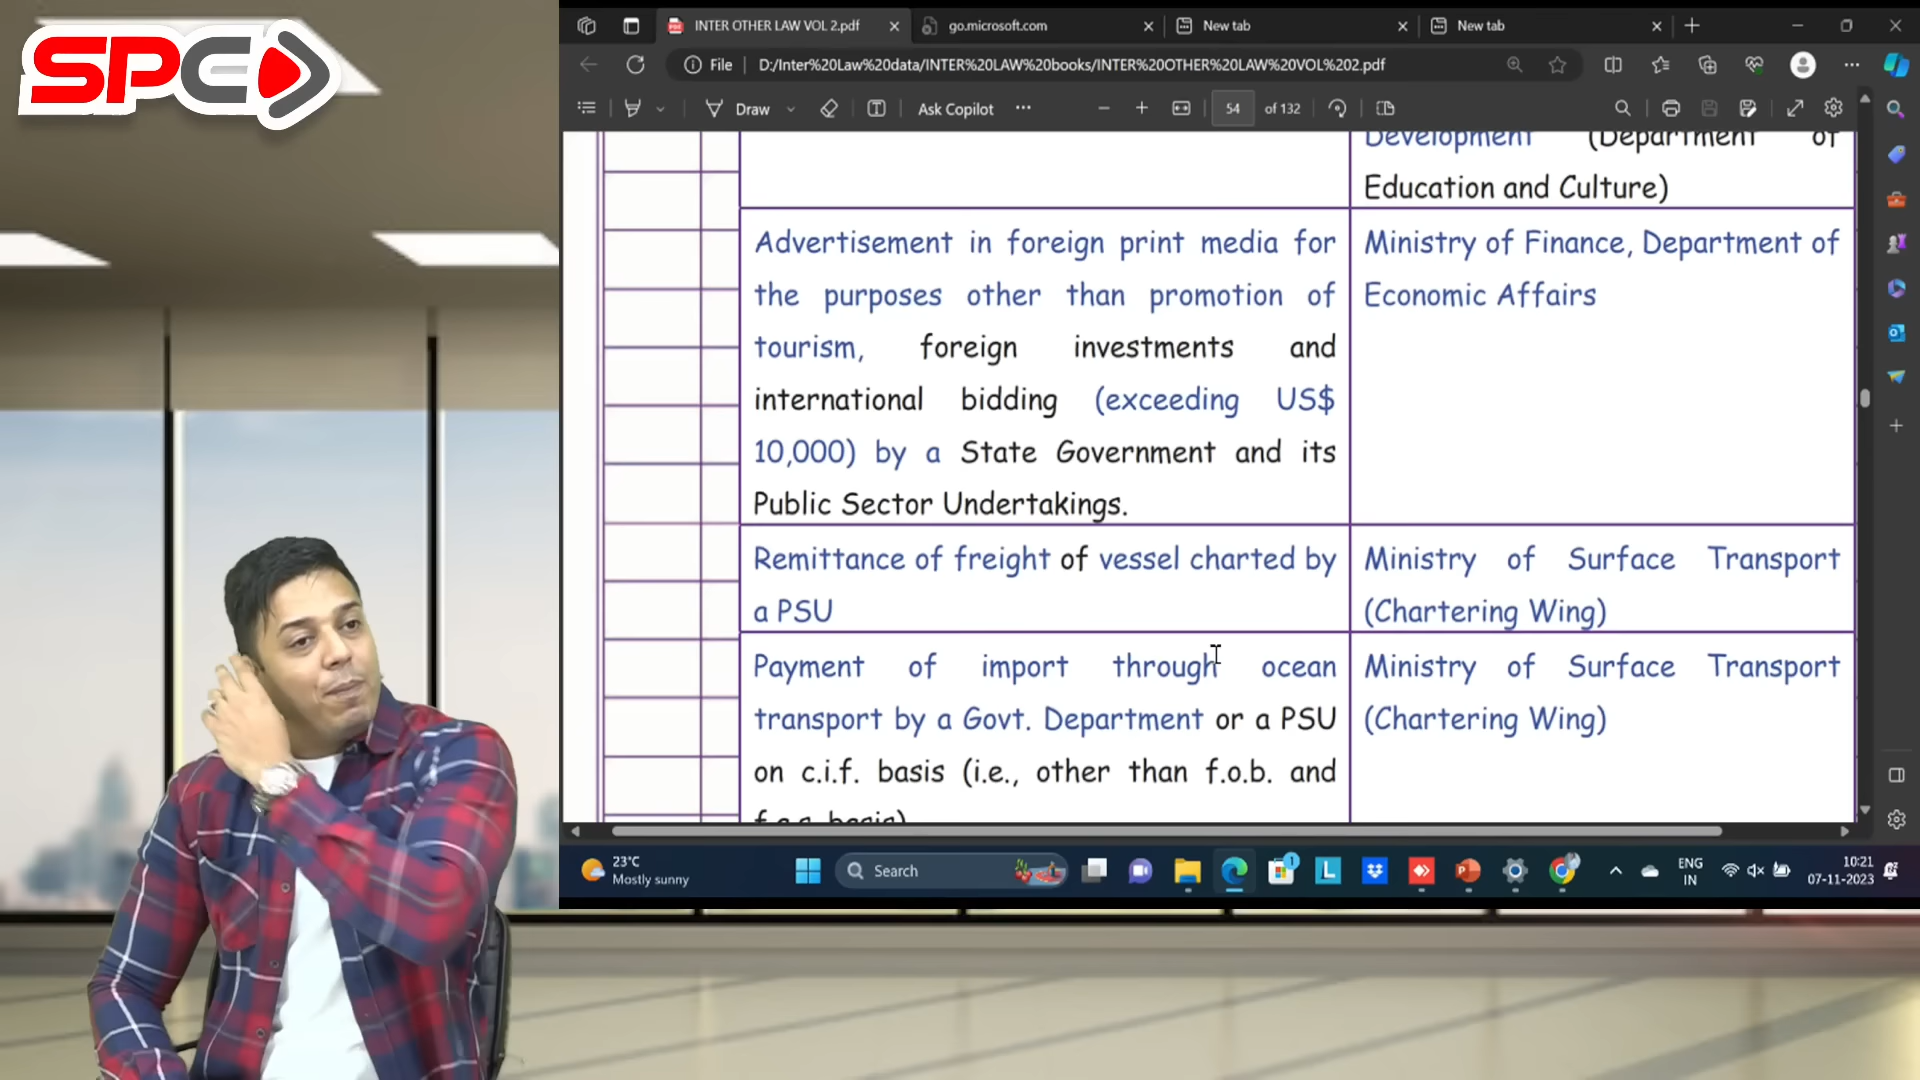 SPC
INTER OTHER LAW VOL 2.pdf
go.microsoft.com
New tab
New tab
File
D:/Inter%20Law%20data/INTER%20LAW%20books/INTER%20OTHER%20LAW%20VOL%202.pdf
Draw
Ask Copilot
54
of 132
Development (Department of
Education and Culture)
Advertisement in foreign print media for
the purposes other than promotion of
tourism, foreign investments and
international bidding (exceeding US$
10,000) by a State Government and its
Public Sector Undertakings.
Ministry of Finance, Department of
Economic Affairs
Remittance of freight of vessel charted by
a PSU
Ministry of Surface Transport
(Chartering Wing)
Payment of import through ocean
transport by a Govt. Department or a PSU
on c.i.f. basis (i.e., other than f.o.b. and
f.a.s. basis)
Ministry of Surface Transport
(Chartering Wing)
23°C
Mostly sunny
Search
1
L
ENG
IN
10:21
07-11-2023